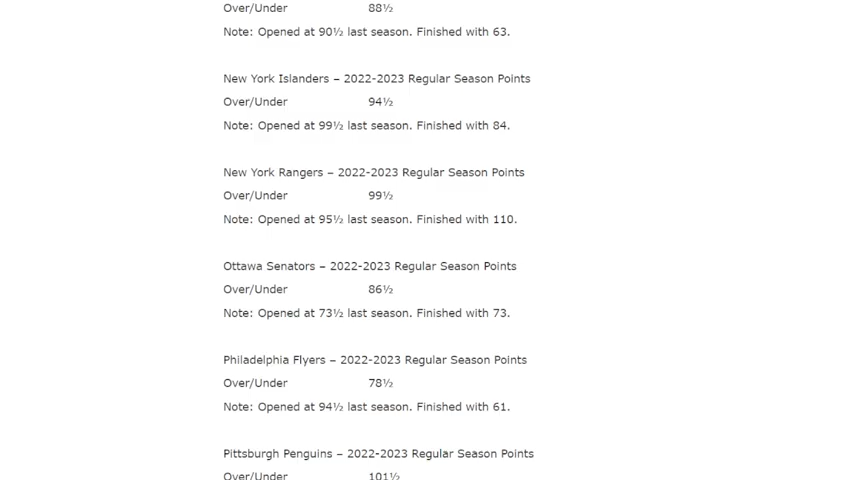 Over/Under 88½
Note: Opened at 90½ last season. Finished with 63.
New York Islanders – 2022-2023 Regular Season Points
Over/Under 94½
Note: Opened at 99½ last season. Finished with 84.
New York Rangers – 2022-2023 Regular Season Points
Over/Under 99½
Note: Opened at 95½ last season. Finished with 110.
Ottawa Senators – 2022-2023 Regular Season Points
Over/Under 86½
Note: Opened at 73½ last season. Finished with 73.
Philadelphia Flyers – 2022-2023 Regular Season Points
Over/Under 78½
Note: Opened at 94½ last season. Finished with 61.
Pittsburgh Penguins – 2022-2023 Regular Season Points
Over/Under 101½